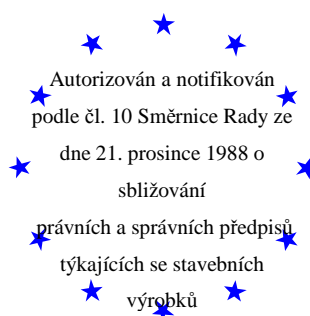 Autorizován a notifikován
podle čl. 10 Směrnice Rady ze
dne 21. prosince 1988 o
sbližování
právních a správních předpisů
týkajících se stavebních
výrobků